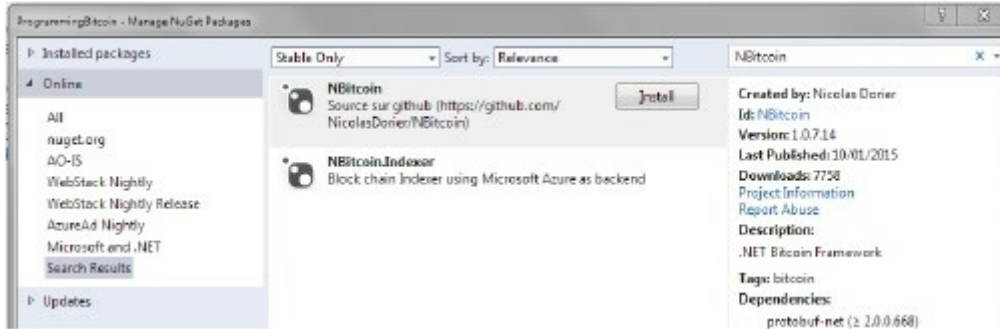 ProgrammingBitcoin - Manage NuGet Packages
Installed packages
Online
All
nuget.org
AO-IS
WebStack Nightly
WebStack Nightly Release
AzureAd Nightly
Microsoft and .NET
Search Results
Updates
Stable Only
Sort by: Relevance
NBitcoin
Source sur github (https://github.com/
NicolasDorier/NBitcoin)
Install
NBitcoin.Indexer
Block chain Indexer using Microsoft Azure as backend
NBitcoin
Created by: Nicolas Dorier
Id: NBitcoin
Version: 1.0.7.14
Last Published: 10/01/2015
Downloads: 7758
Project Information
Report Abuse
Description:
.NET Bitcoin Framework
Tags: bitcoin
Dependencies:
protobuf-net (≥ 2.0.0.668)